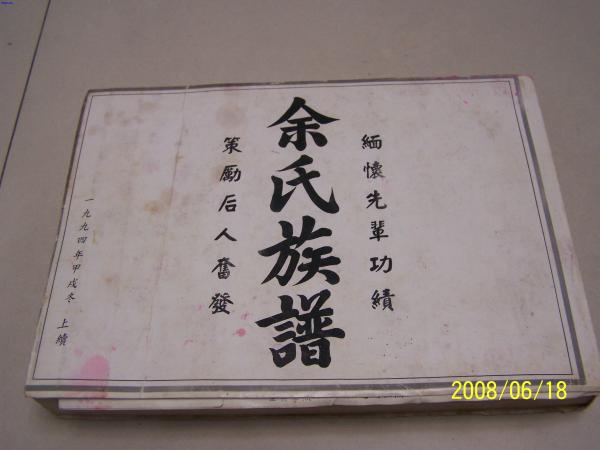 緬懷先輩功績
余氏族譜
策勵后人奮發
一九九四年甲戌冬 上續
2008/06/18